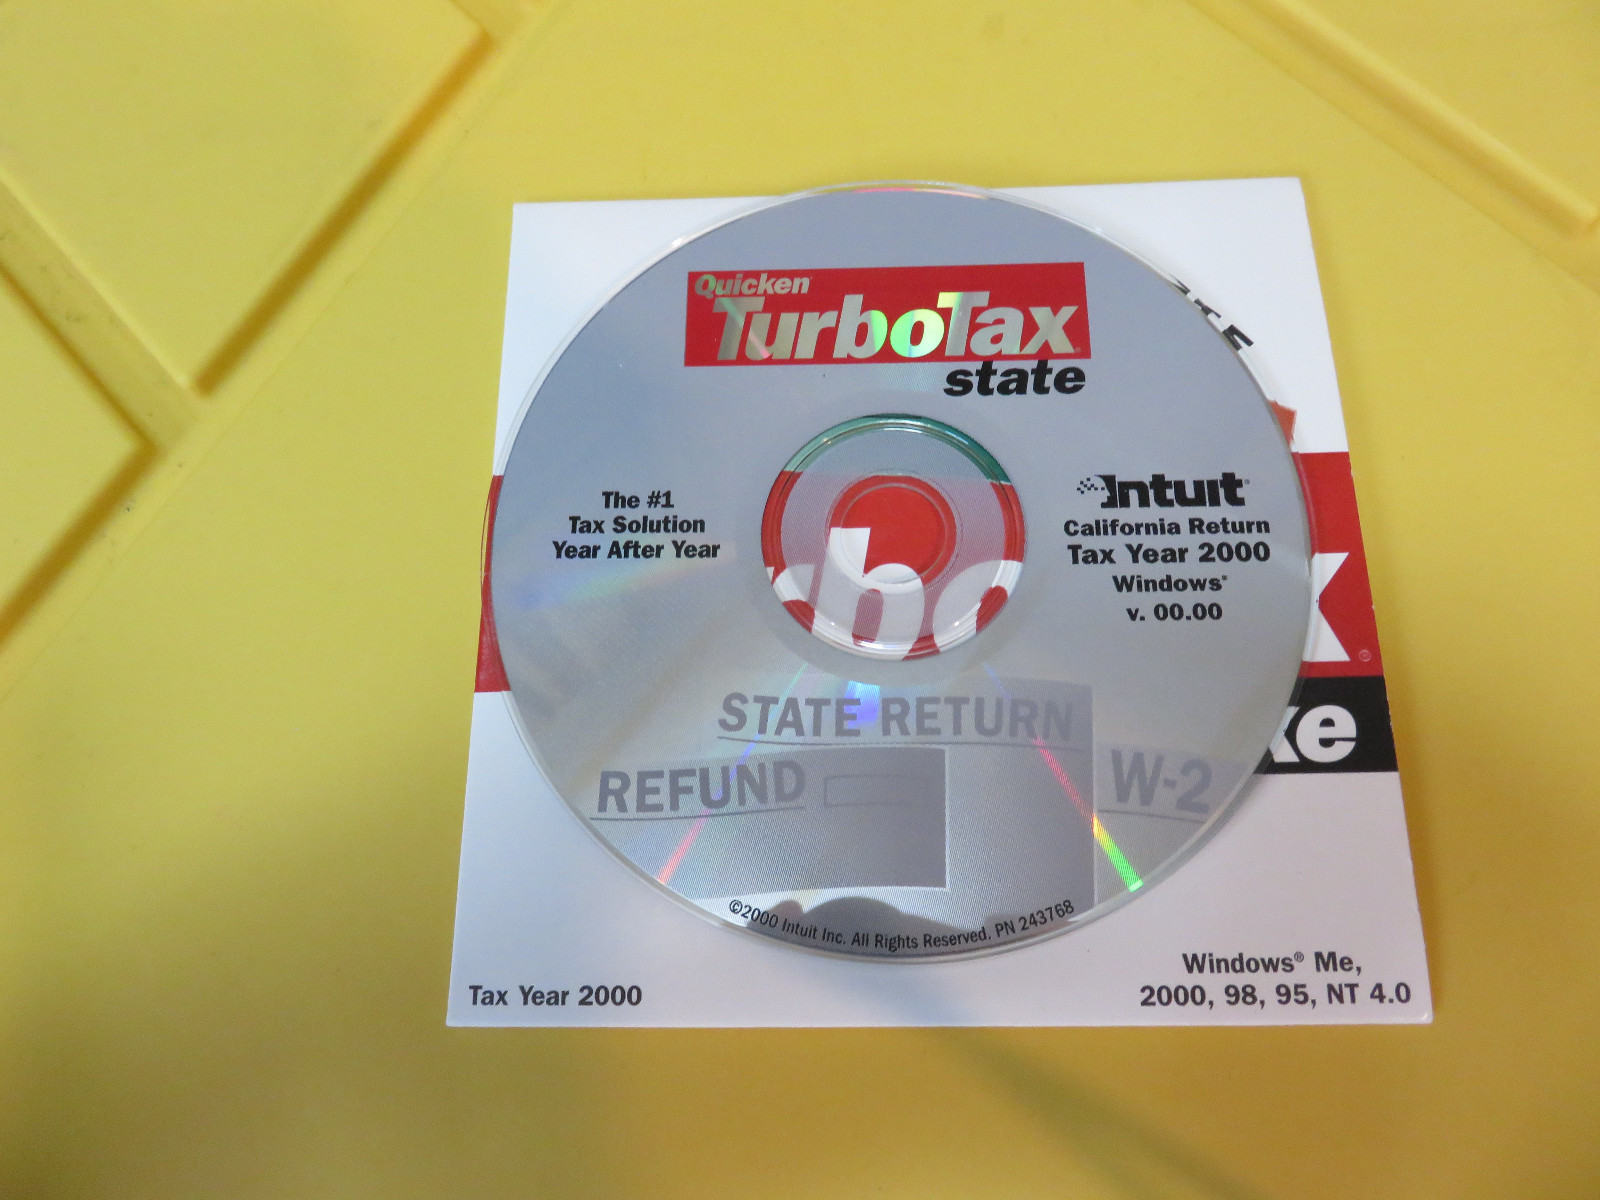 Quicken
TurboTax
state
The #1
Tax Solution
Year After Year
Intuit®
California Return
Tax Year 2000
Windows®
v. 00.00
STATE RETURN
REFUND
W-2
©2000 Intuit Inc. All Rights Reserved. PN 243768
xe
Tax Year 2000
Windows® Me,
2000, 98, 95, NT 4.0